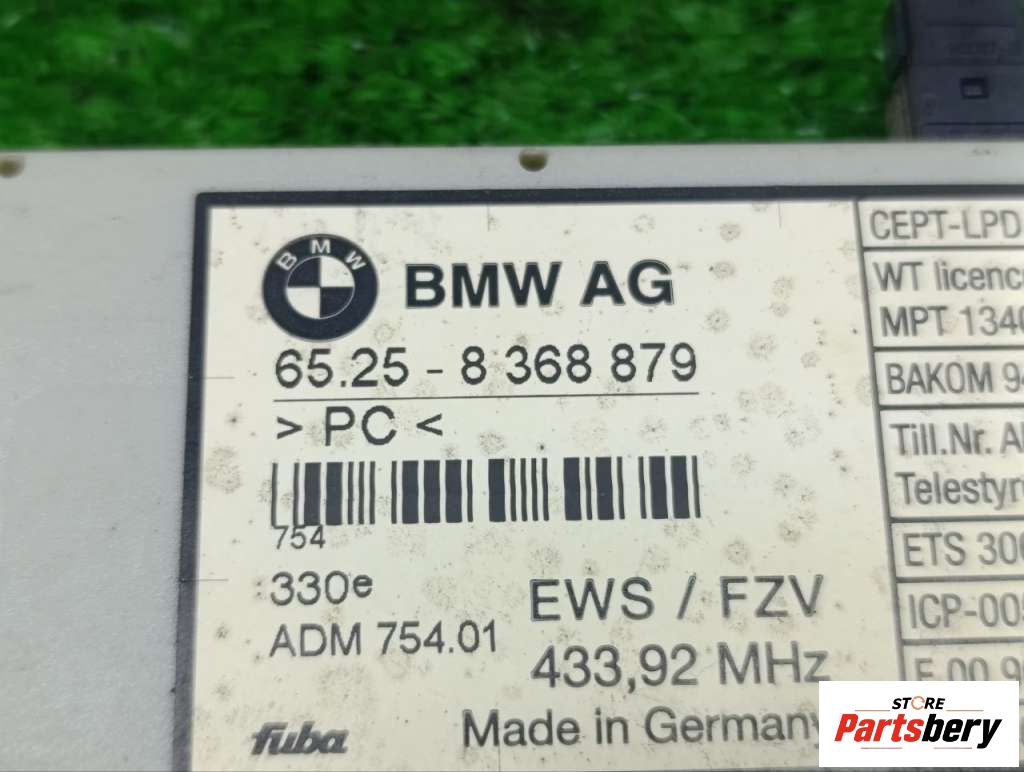 BMW
BMW AG
65.25 - 8 368 879
> PC <
754
330e
ADM 754.01
EWS / FZV
433,92 MHz
fuba
Made in Germany
CEPT-LPD
WT licenc
MPT 134
BAKOM 9
Till.Nr. A
Telestyr
ETS 30
ICP-00
STORE
Partsbery